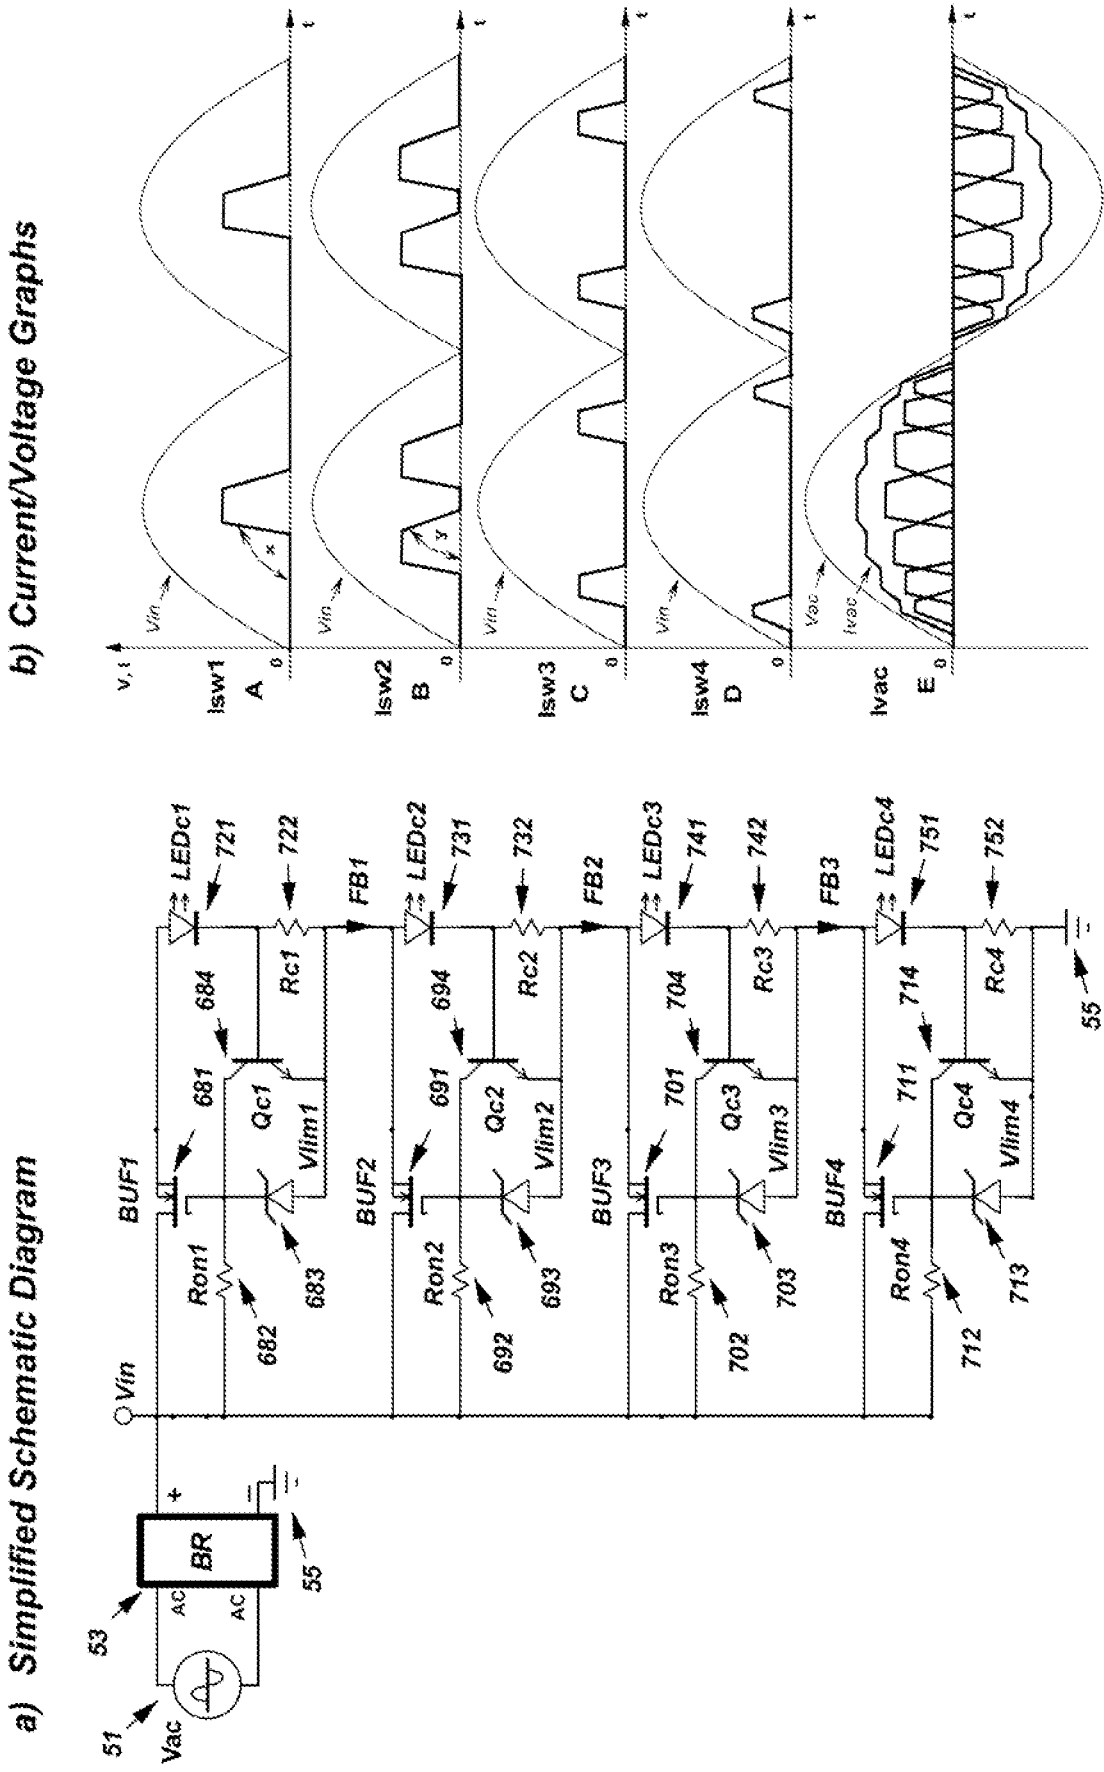 a) Simplified Schematic Diagram
51
Vac
53
AC
AC
BR
+
55
Vin
BUF1
681
684
LEDc1
721
722
Ron1
682
683
Qc1
Vlim1
Rc1
FB1
BUF2
691
694
LEDc2
731
732
Ron2
692
693
Qc2
Vlim2
Rc2
FB2
BUF3
701
704
LEDc3
741
742
Ron3
702
703
Qc3
Vlim3
Rc3
FB3
BUF4
711
714
LEDc4
751
752
Ron4
712
713
Qc4
Vlim4
Rc4
55
b) Current/Voltage Graphs
V, t
Isw1
A
0
Vin
x
t
Isw2
B
0
Vin
y
t
Isw3
C
0
Vin
t
Isw4
D
0
Vin
t
Ivac
E
0
Vac
Ivac
t